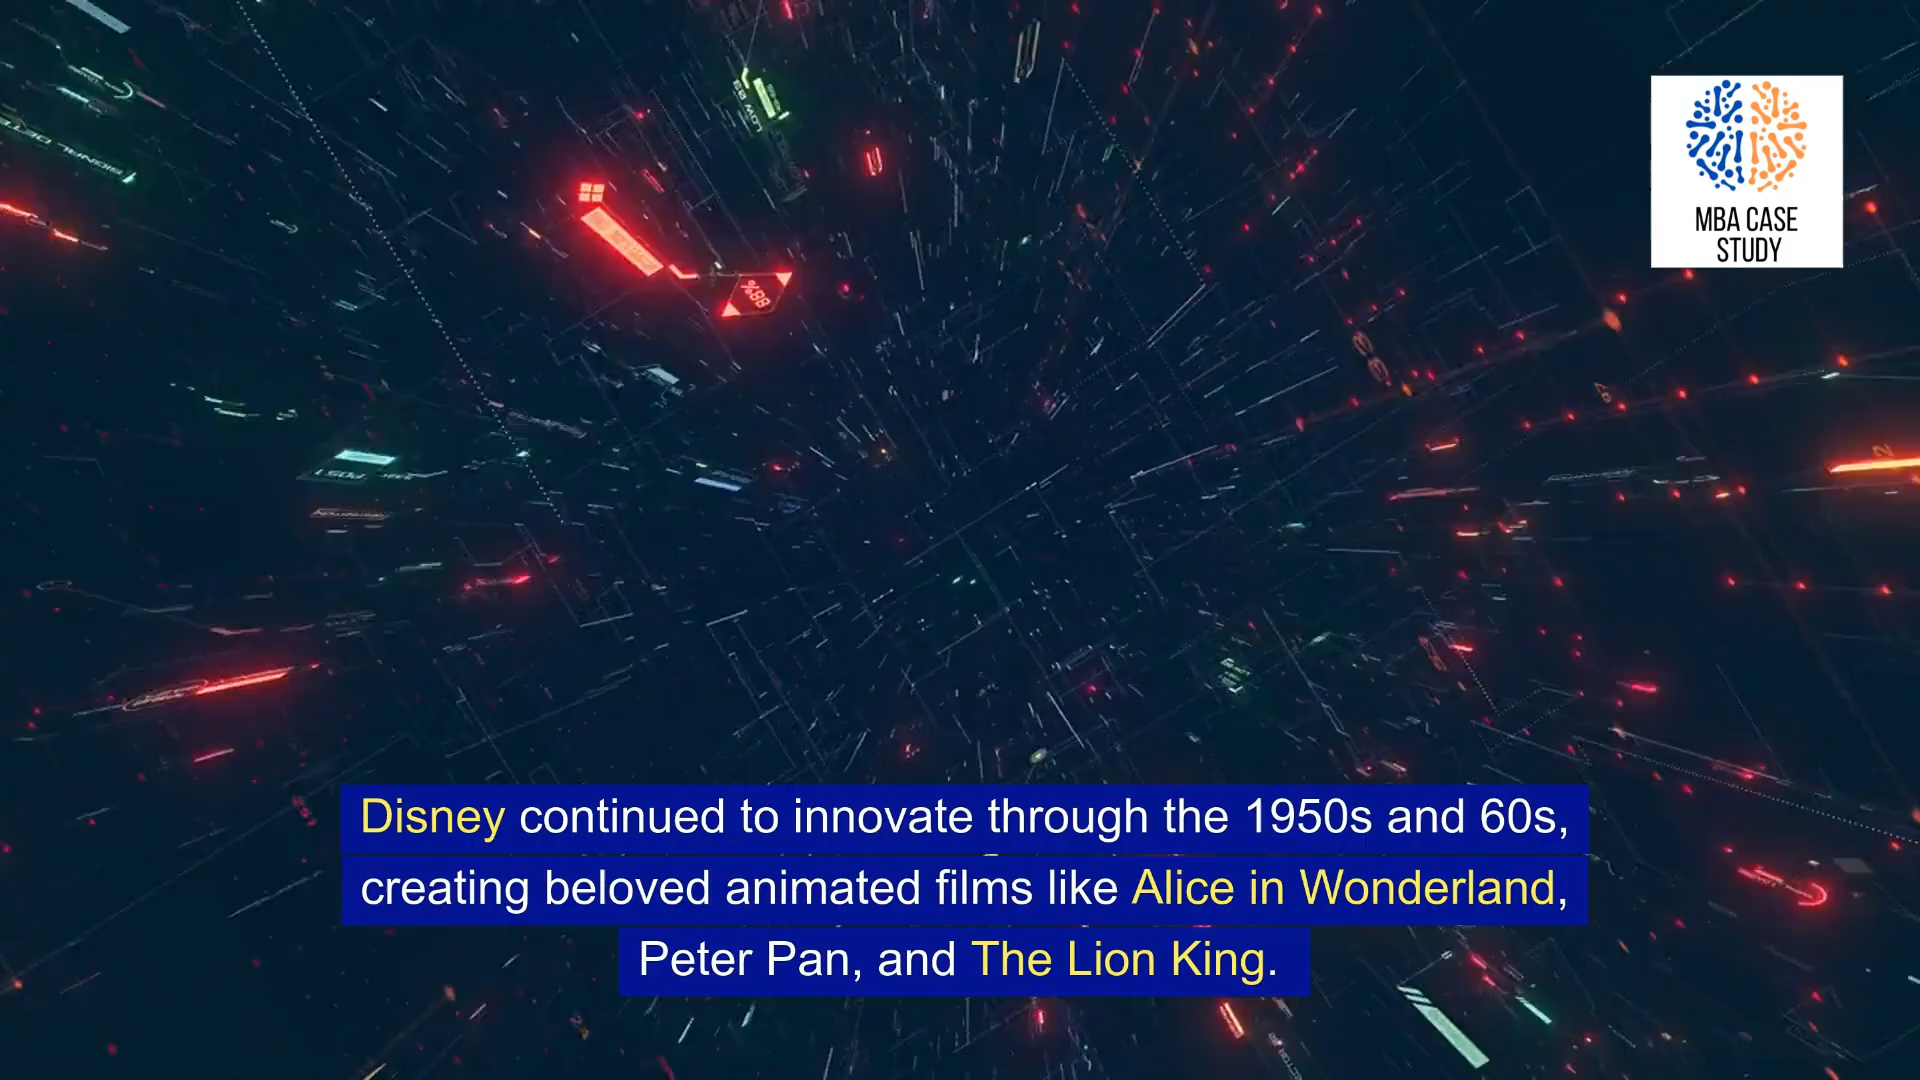 MBA CASE
STUDY
%88
Disney continued to innovate through the 1950s and 60s,
creating beloved animated films like Alice in Wonderland,
Peter Pan, and The Lion King.